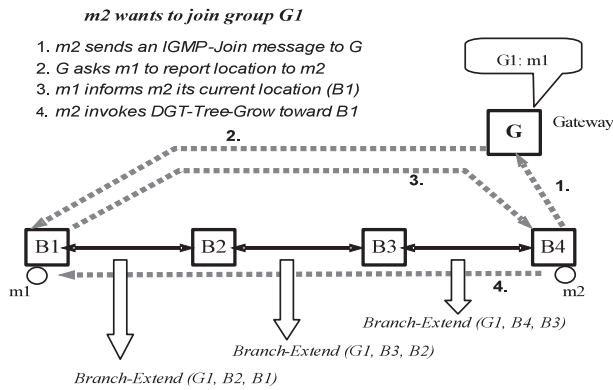 m2 wants to join group G1
1. m2 sends an IGMP-Join message to G
2. G asks m1 to report location to m2
3. m1 informs m2 its current location (B1)
4. m2 invokes DGT-Tree-Grow toward B1
G1: m1
G
Gateway
2.
3.
1.
B1
B2
B3
B4
m1
4.
m2
Branch-Extend (G1, B4, B3)
Branch-Extend (G1, B3, B2)
Branch-Extend (G1, B2, B1)